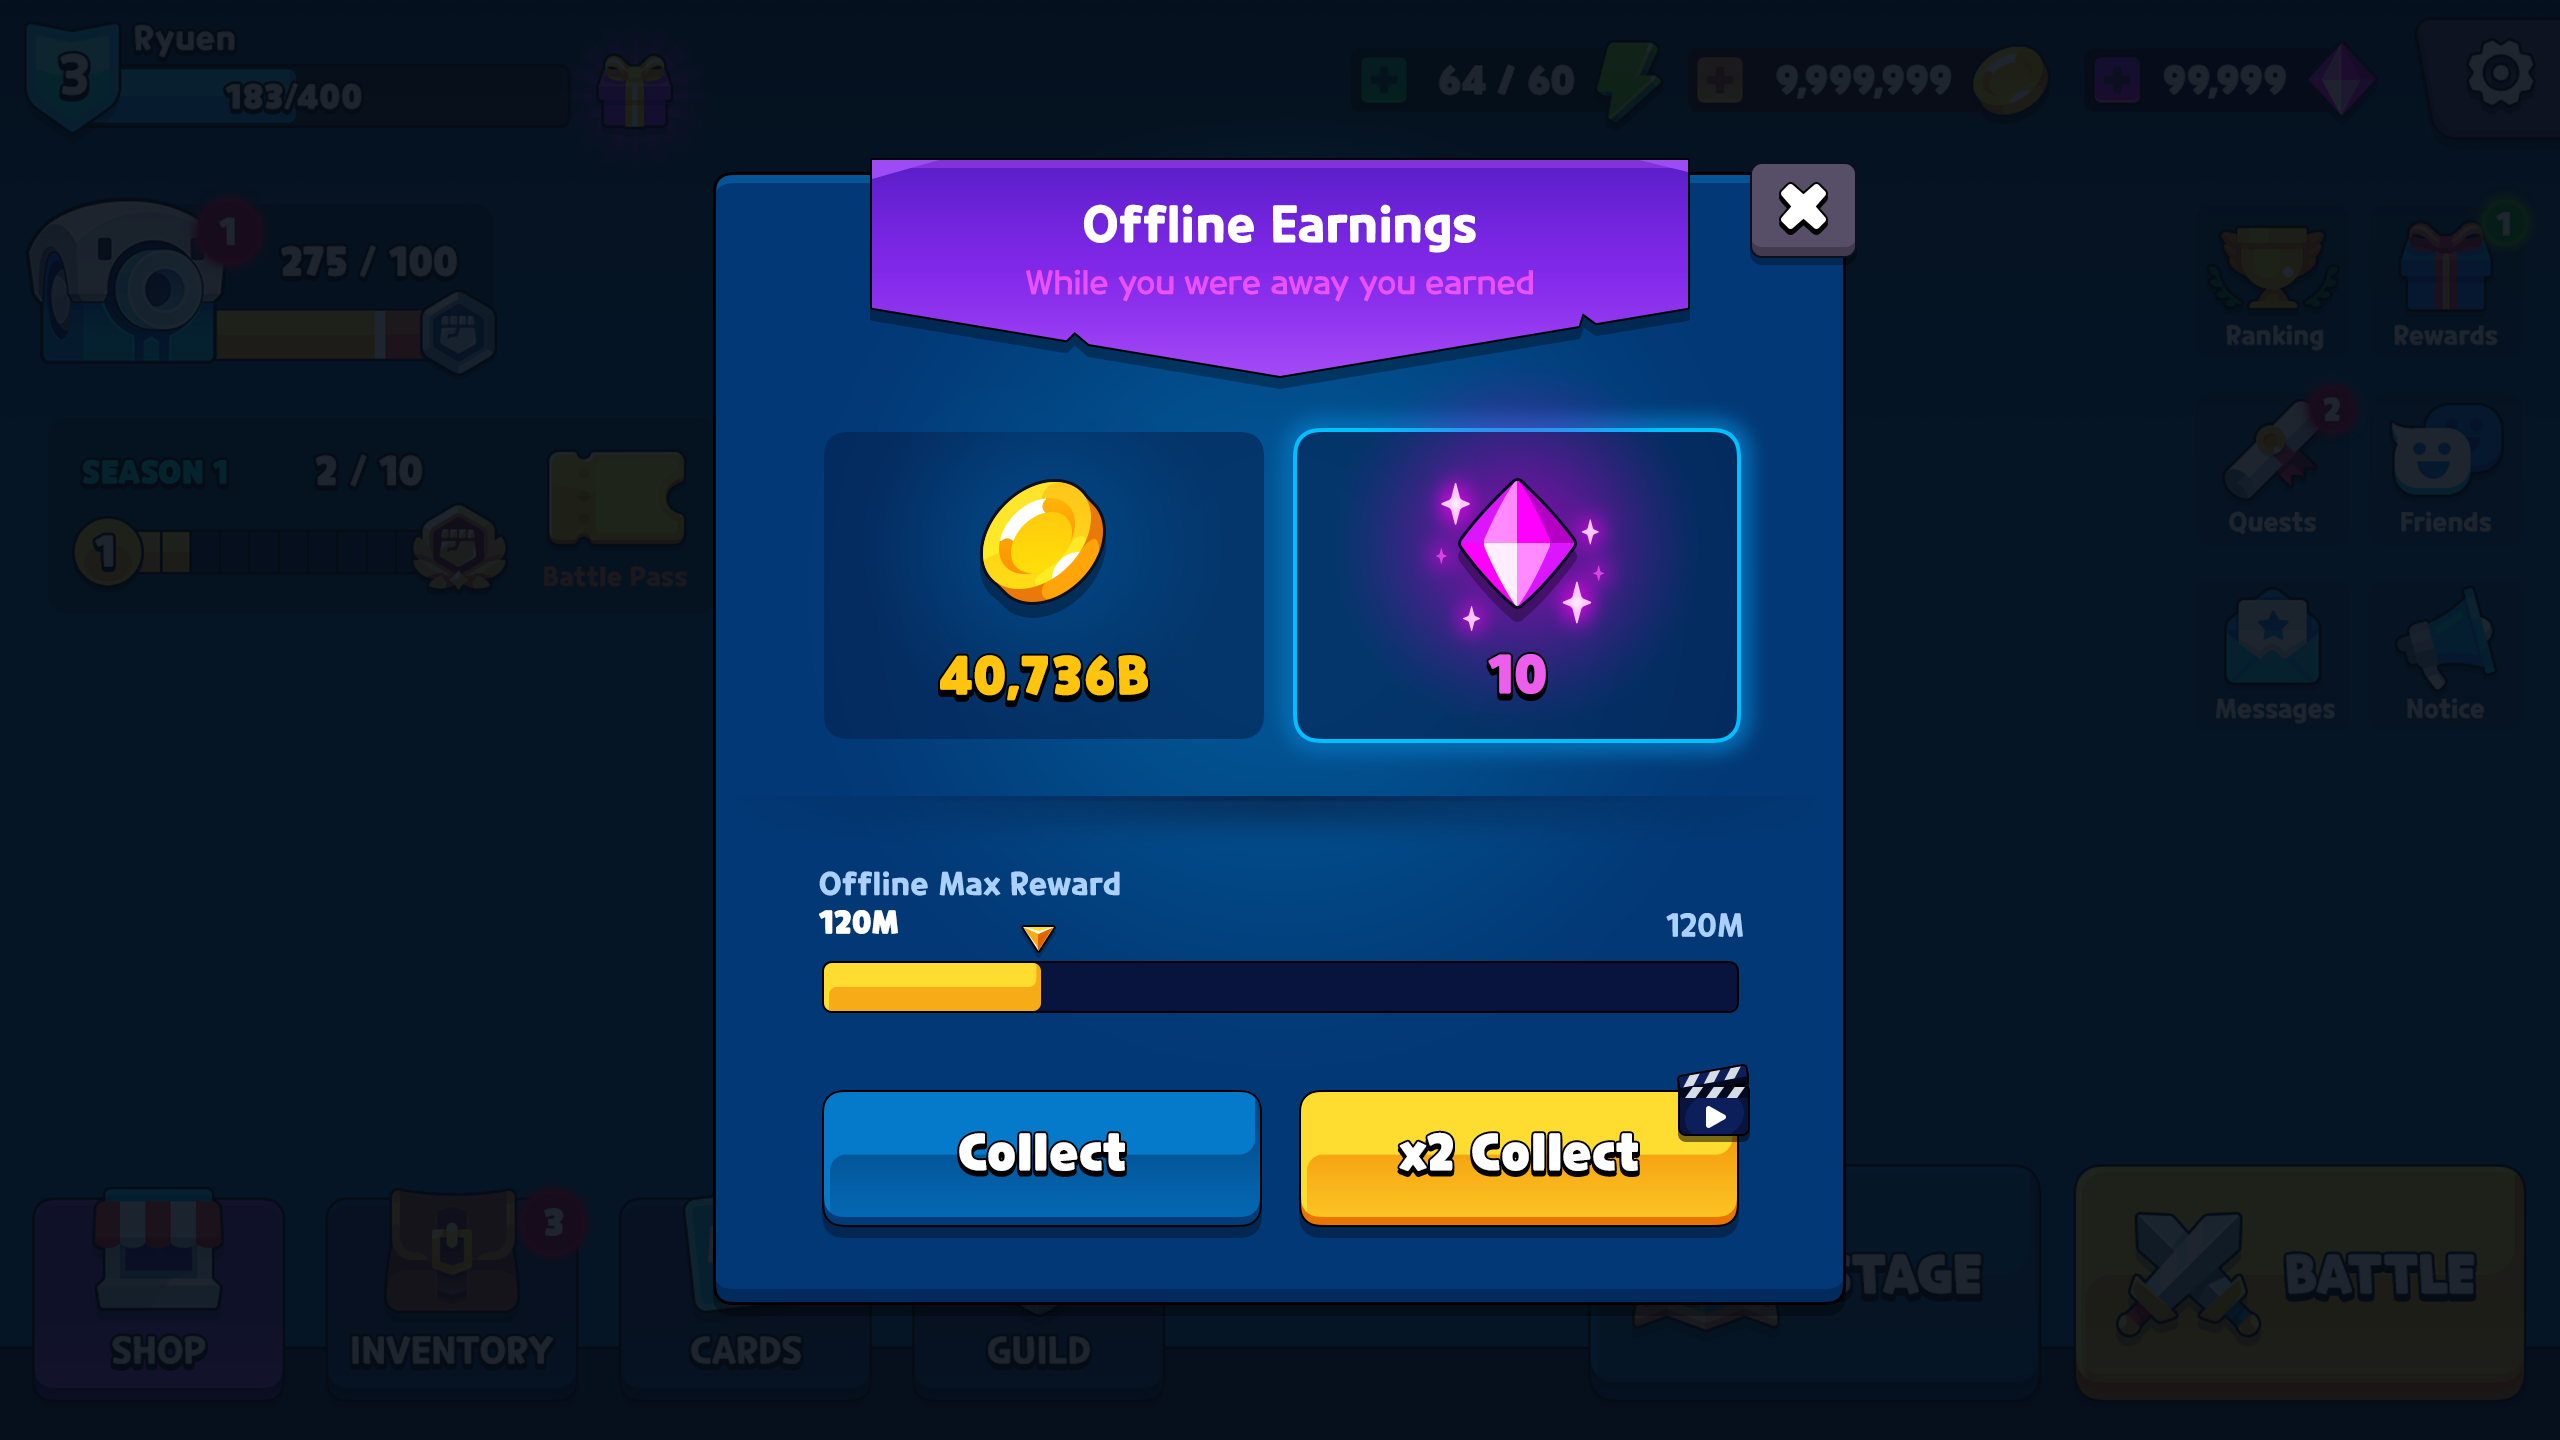 Ryuen
3
183/400
64 / 60
9,999,999
99,999
1
275 / 100
SEASON 1
2 / 10
1
Battle Pass
Offline Earnings
While you were away you earned
40,736B
10
Offline Max Reward
120M
120M
Collect
x2 Collect
1
Ranking
Rewards
2
Quests
Friends
Messages
Notice
SHOP
3
INVENTORY
CARDS
GUILD
TAGE
BATTLE